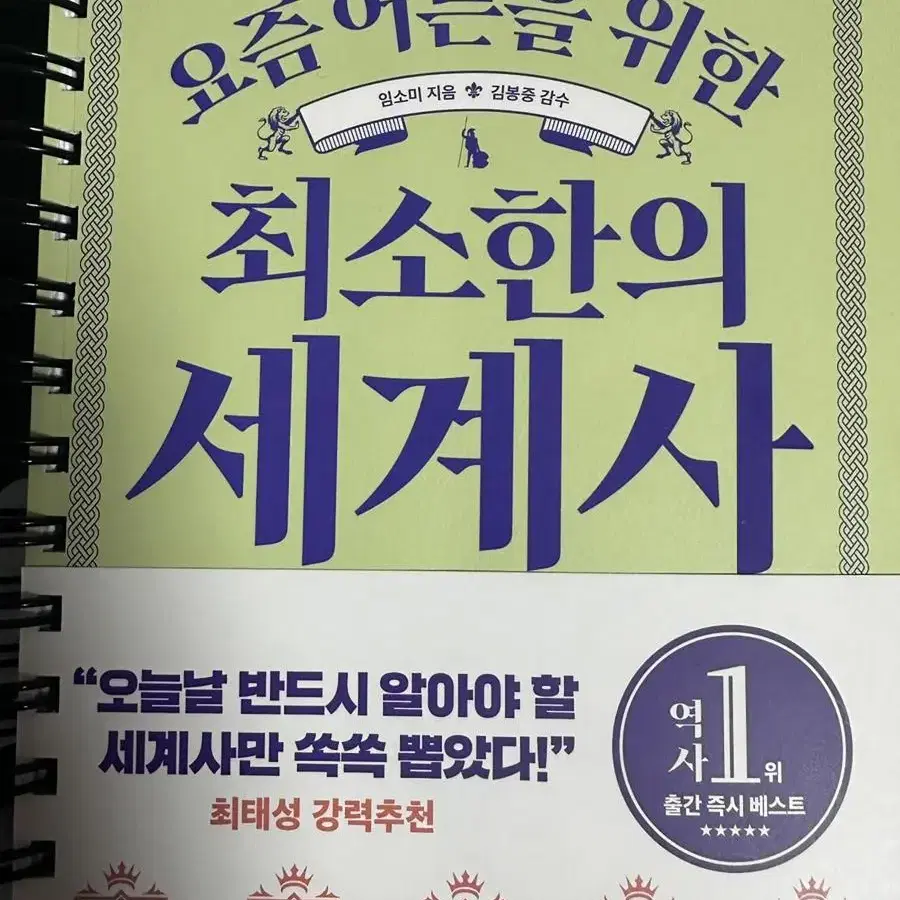 요즘 어른을 위한
임소미 지음 김봉중 감수
최소한의
세계사
“오늘날 반드시 알아야 할
세계사만 쏙쏙 뽑았다!”
최태성 강력추천
역사 1위
출간 즉시 베스트
★★★★★